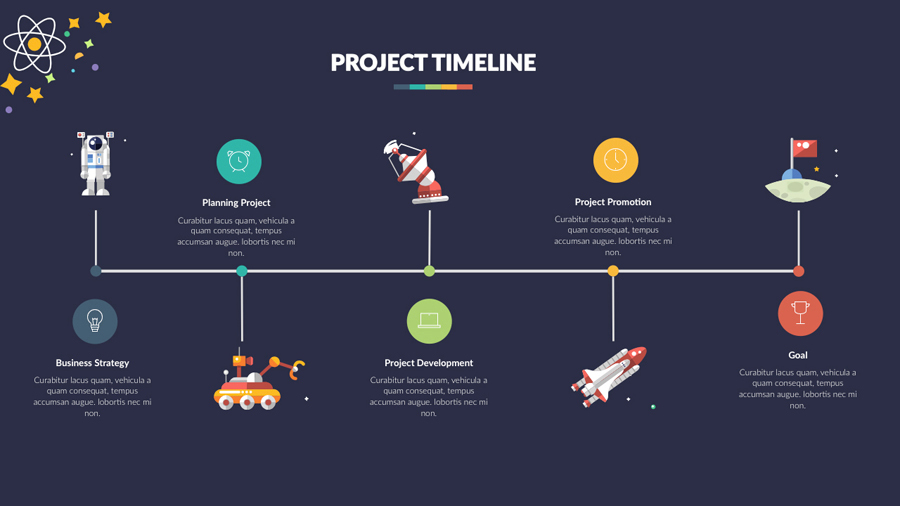 PROJECT TIMELINE
Planning Project
Curabitur lacus quam, vehicula a
quam consequat, tempus
accumsan augue. lobortis nec mi
non.
Project Promotion
Curabitur lacus quam, vehicula a
quam consequat, tempus
accumsan augue. lobortis nec mi
non.
Business Strategy
Curabitur lacus quam, vehicula a
quam consequat, tempus
accumsan augue. lobortis nec mi
non.
Project Development
Curabitur lacus quam, vehicula a
quam consequat, tempus
accumsan augue. lobortis nec mi
non.
Goal
Curabitur lacus quam, vehicula a
quam consequat, tempus
accumsan augue. lobortis nec mi
non.